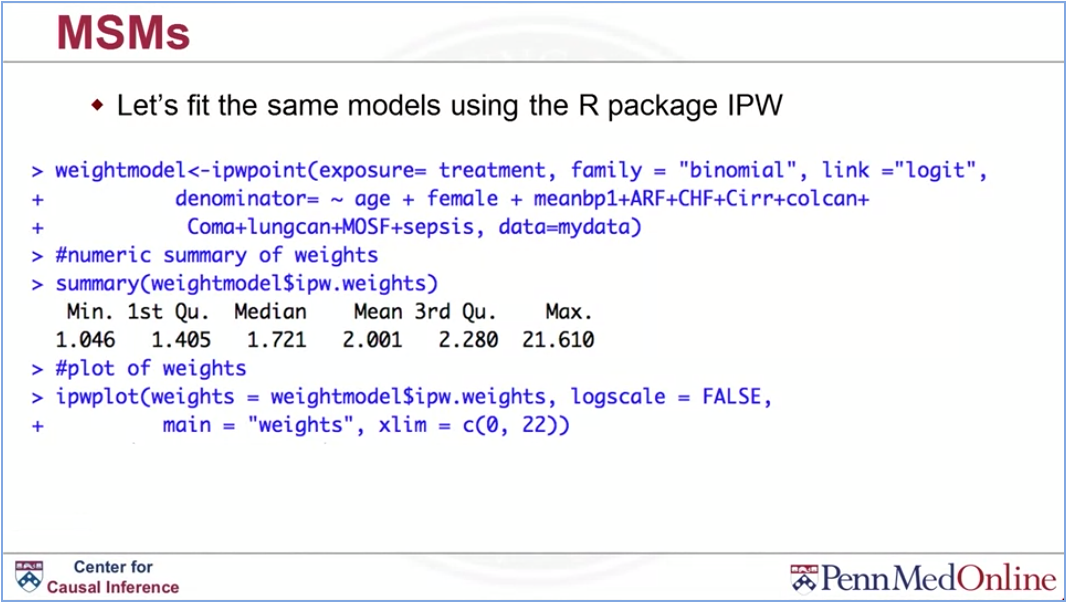 MSMs
Let's fit the same models using the R package IPW
> weightmodel<-ipwpoint(exposure= treatment, family = "binomial", link ="logit",
+ denominator= ~ age + female + meanbp1+ARF+CHF+Cirr+colcan+
+ Coma+lungcan+MOSF+sepsis, data=mydata)
> #numeric summary of weights
> summary(weightmodel$ipw.weights)
Min. 1st Qu. Median Mean 3rd Qu. Max.
1.046 1.405 1.721 2.001 2.280 21.610
> #plot of weights
> ipwplot(weights = weightmodel$ipw.weights, logscale = FALSE,
+ main = "weights", xlim = c(0, 22))
Center for
Causal Inference
PennMedOnline